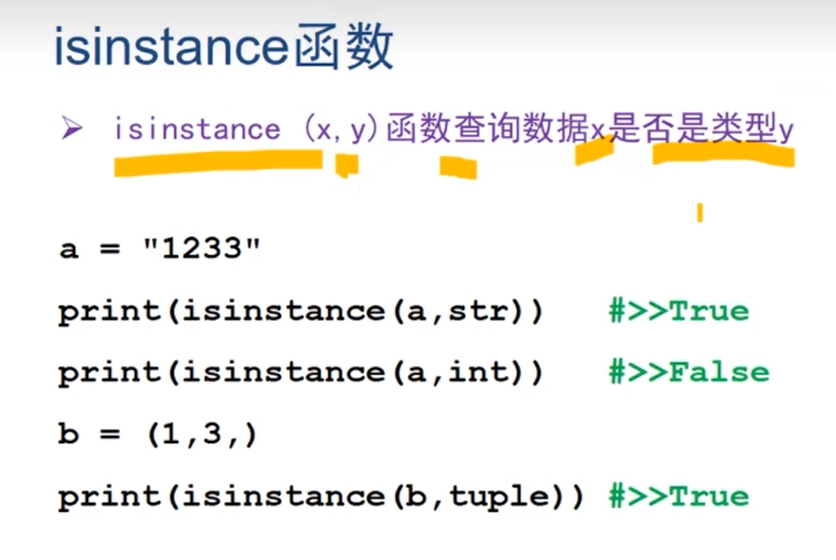 isinstance函数
➢ isinstance (x,y)函数查询数据x是否是类型y
a = "1233"
print(isinstance(a,str)) #>>True
print(isinstance(a,int)) #>>False
b = (1,3,)
print(isinstance(b,tuple)) #>>True